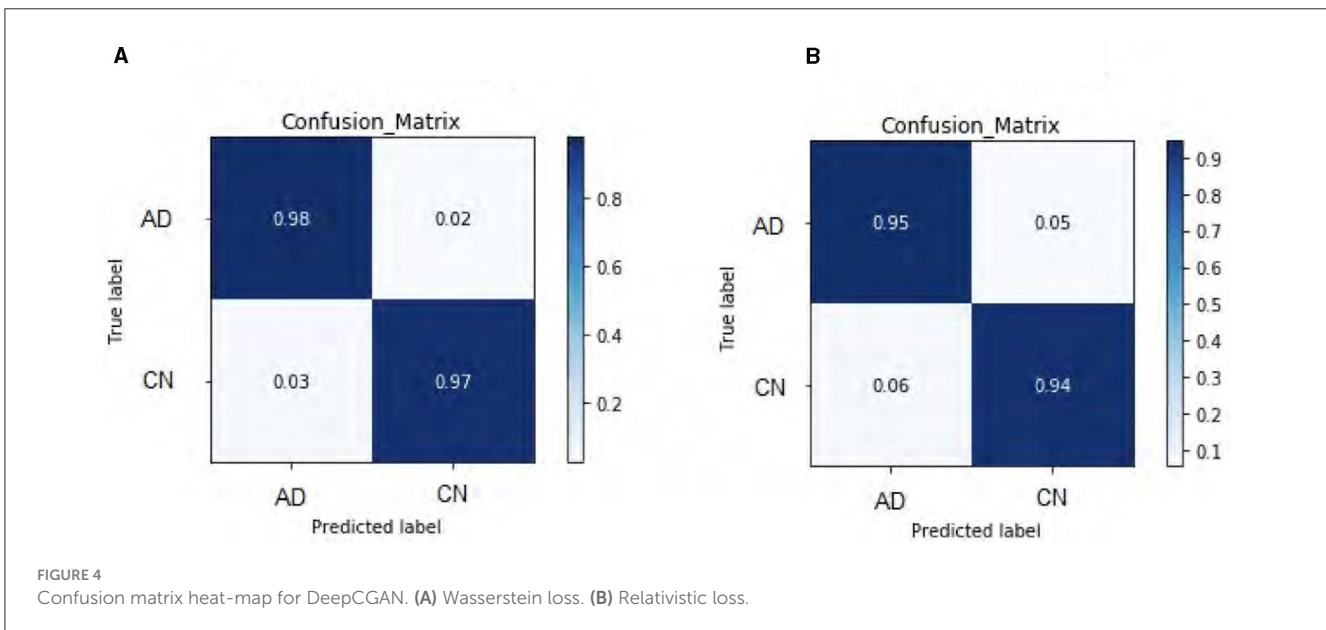 A
Confusion_Matrix
True label
AD
0.98
0.02
CN
0.03
0.97
AD
CN
Predicted label
0.8
0.6
0.4
0.2
B
Confusion_Matrix
True label
AD
0.95
0.05
CN
0.06
0.94
AD
CN
Predicted label
0.9
0.8
0.7
0.6
0.5
0.4
0.3
0.2
0.1
FIGURE 4
Confusion matrix heat-map for DeepCGAN. (A) Wasserstein loss. (B) Relativistic loss.